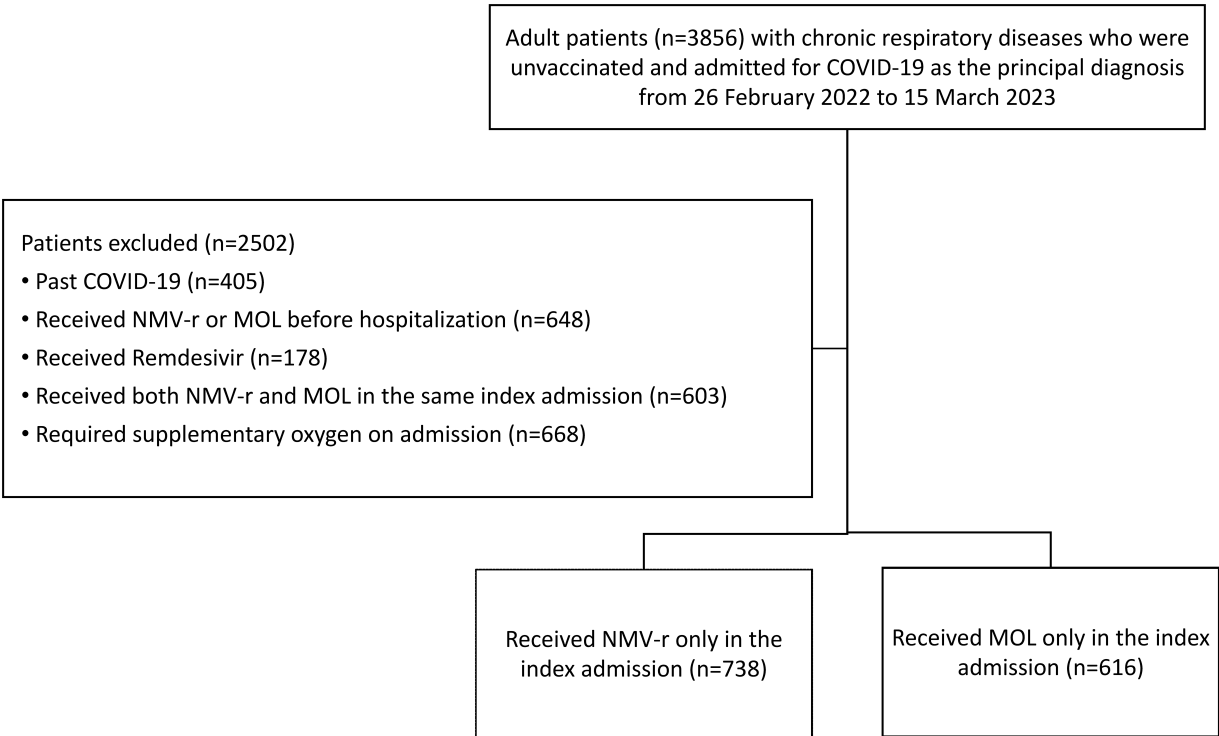 Adult patients (n=3856) with chronic respiratory diseases who were
unvaccinated and admitted for COVID-19 as the principal diagnosis
from 26 February 2022 to 15 March 2023
Patients excluded (n=2502)
• Past COVID-19 (n=405)
• Received NMV-r or MOL before hospitalization (n=648)
• Received Remdesivir (n=178)
• Received both NMV-r and MOL in the same index admission (n=603)
• Required supplementary oxygen on admission (n=668)
Received NMV-r only in the
index admission (n=738)
Received MOL only in the index
admission (n=616)